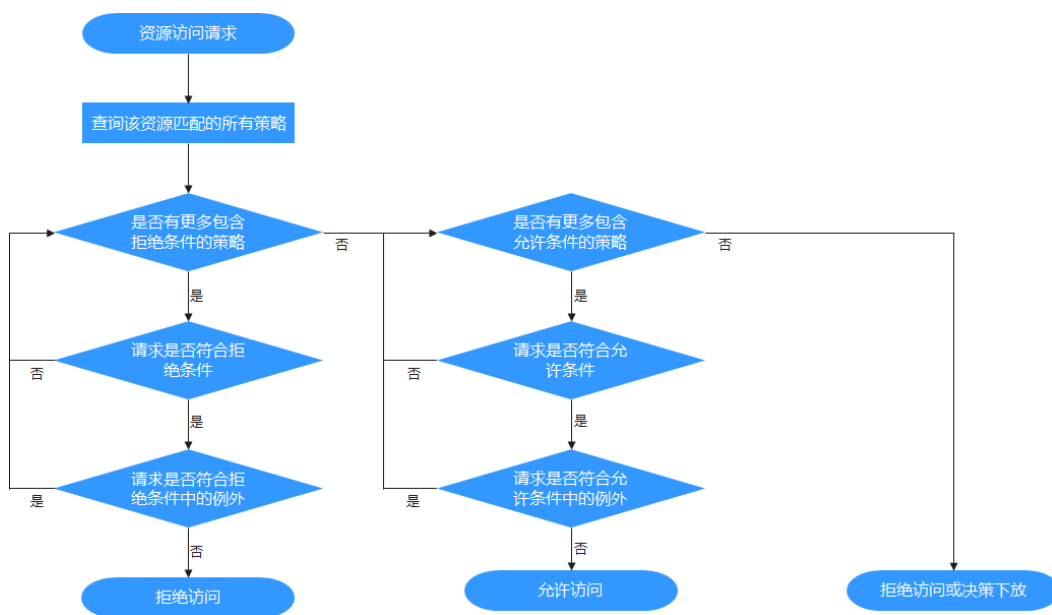 资源访问请求
查询该资源匹配的所有策略
是否有更多包含
拒绝条件的策略
否
是否有更多包含
允许条件的策略
否
是
是
请求是否符合拒
绝条件
否
请求是否符合允
许条件
否
是
是
请求是否符合拒
绝条件中的例外
是
请求是否符合允
许条件中的例外
是
否
否
拒绝访问
允许访问
拒绝访问或决策下放